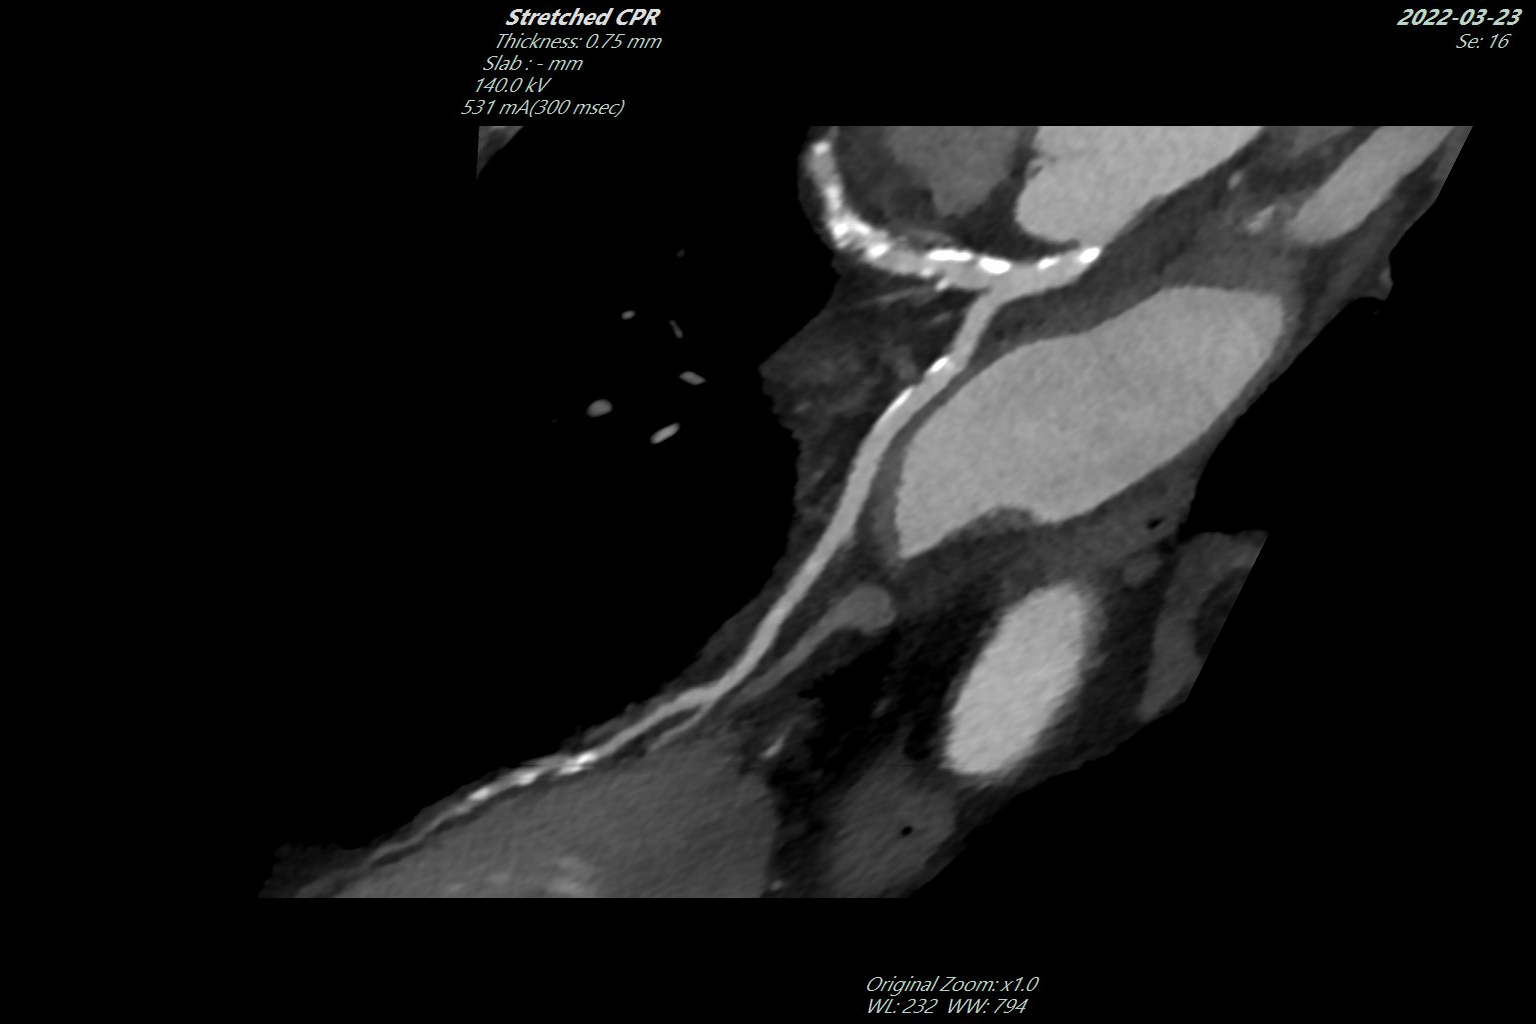 Stretched CPR
Thickness: 0.75 mm
Slab : - mm
140.0 kV
531 mA(300 msec)
2022-03-23
Se: 16
Original Zoom: x1.0
WL: 232 WW: 794